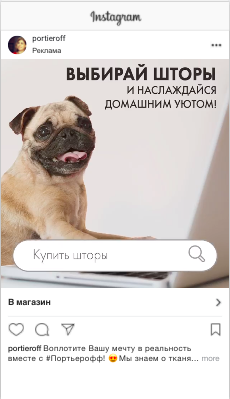 Instagram
portieroff
Реклама
ВЫБИРАЙ ШТОРЫ
И НАСЛАЖДАЙСЯ
ДОМАШНИМ УЮТОМ!
Купить шторы
В магазин
portieroff Воплотите Вашу мечту в реальность
вместе с #Портьерофф! 😍 Мы знаем о ткана... more